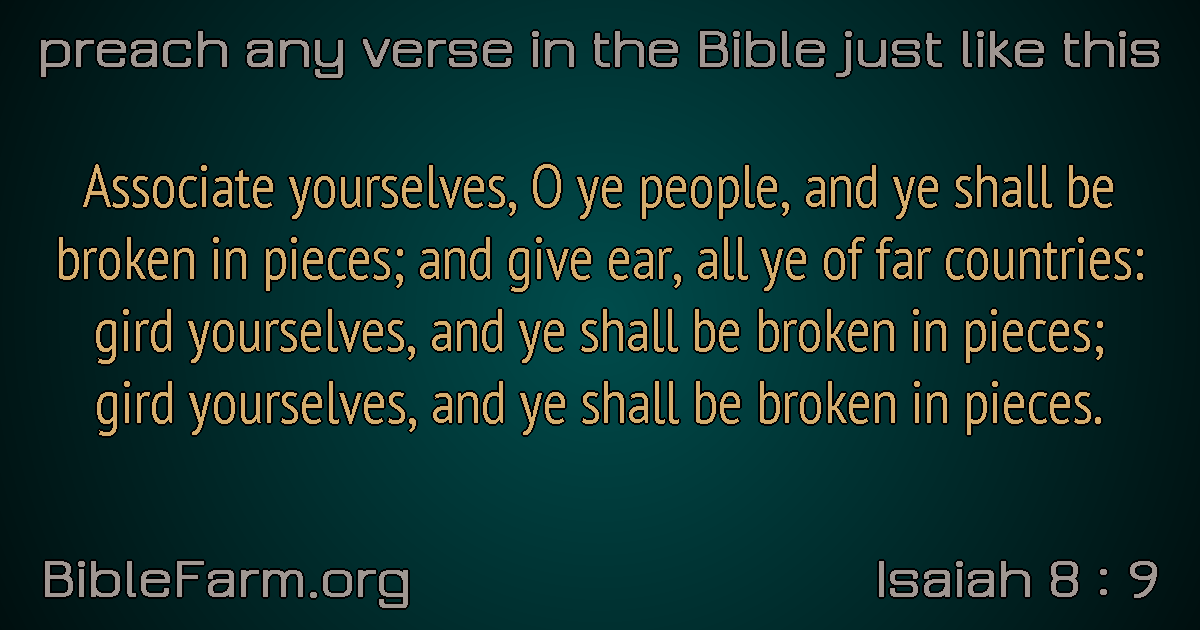 preach any verse in the Bible just like this
Associate yourselves, O ye people, and ye shall be
broken in pieces; and give ear, all ye of far countries:
gird yourselves, and ye shall be broken in pieces;
gird yourselves, and ye shall be broken in pieces.
BibleFarm.org
Isaiah 8 : 9